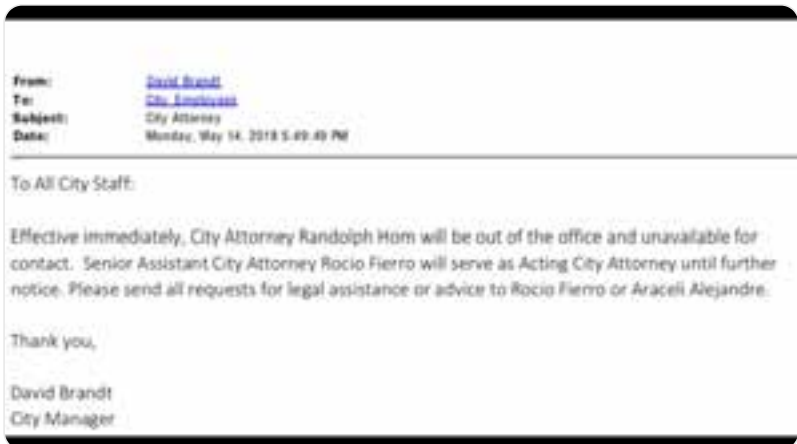 From: David Brandt
To: City Employees
Subject: City Attorney
Date: Monday, May 14, 2018 5:49:49 PM
To All City Staff:
Effective immediately, City Attorney Randolph Hom will be out of the office and unavailable for
contact. Senior Assistant City Attorney Rocio Fierro will serve as Acting City Attorney until further
notice. Please send all requests for legal assistance or advice to Rocio Fierro or Araceli Alejandre.
Thank you,
David Brandt
City Manager